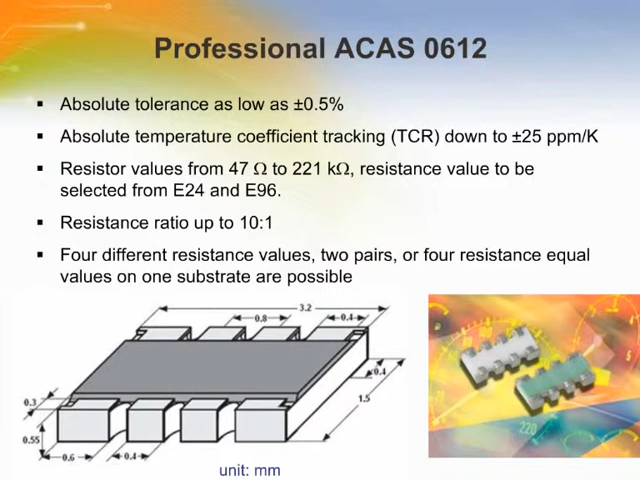 Professional ACAS 0612
▪ Absolute tolerance as low as ±0.5%
▪ Absolute temperature coefficient tracking (TCR) down to ±25 ppm/K
▪ Resistor values from 47 Ω to 221 kΩ, resistance value to be
selected from E24 and E96.
▪ Resistance ratio up to 10:1
▪ Four different resistance values, two pairs, or four resistance equal
values on one substrate are possible
3.2
0.8
0.4
0.4
1.5
0.3
0.55
0.6
0.4
unit: mm
220